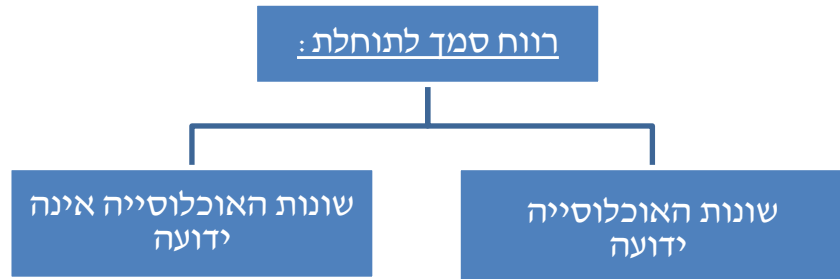 רווח סמך לתוחלת :
שונות האוכלוסייה
ידועה
שונות האוכלוסייה אינה
ידועה